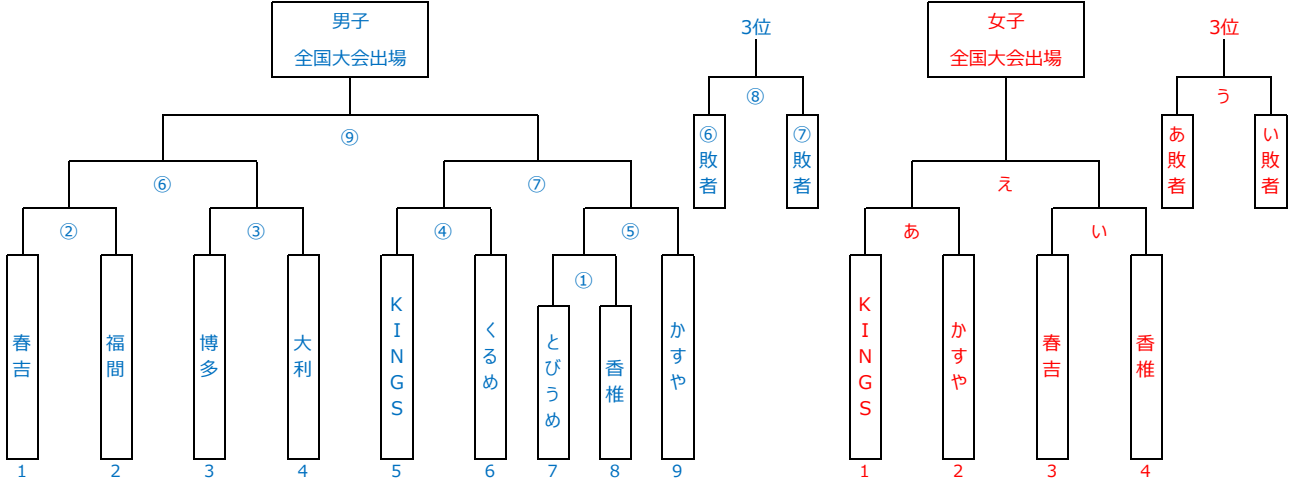 男子
全国大会出場
3位
⑧
⑥敗者
⑦敗者
⑨
⑥
⑦
②
③
④
⑤
①
春吉
福間
博多
大利
KINGS
くるめ
とびうめ
香椎
かすや
1
2
3
4
5
6
7
8
9
女子
全国大会出場
3位
う
あ敗者
い敗者
え
あ
い
KINGS
かすや
春吉
香椎
1
2
3
4